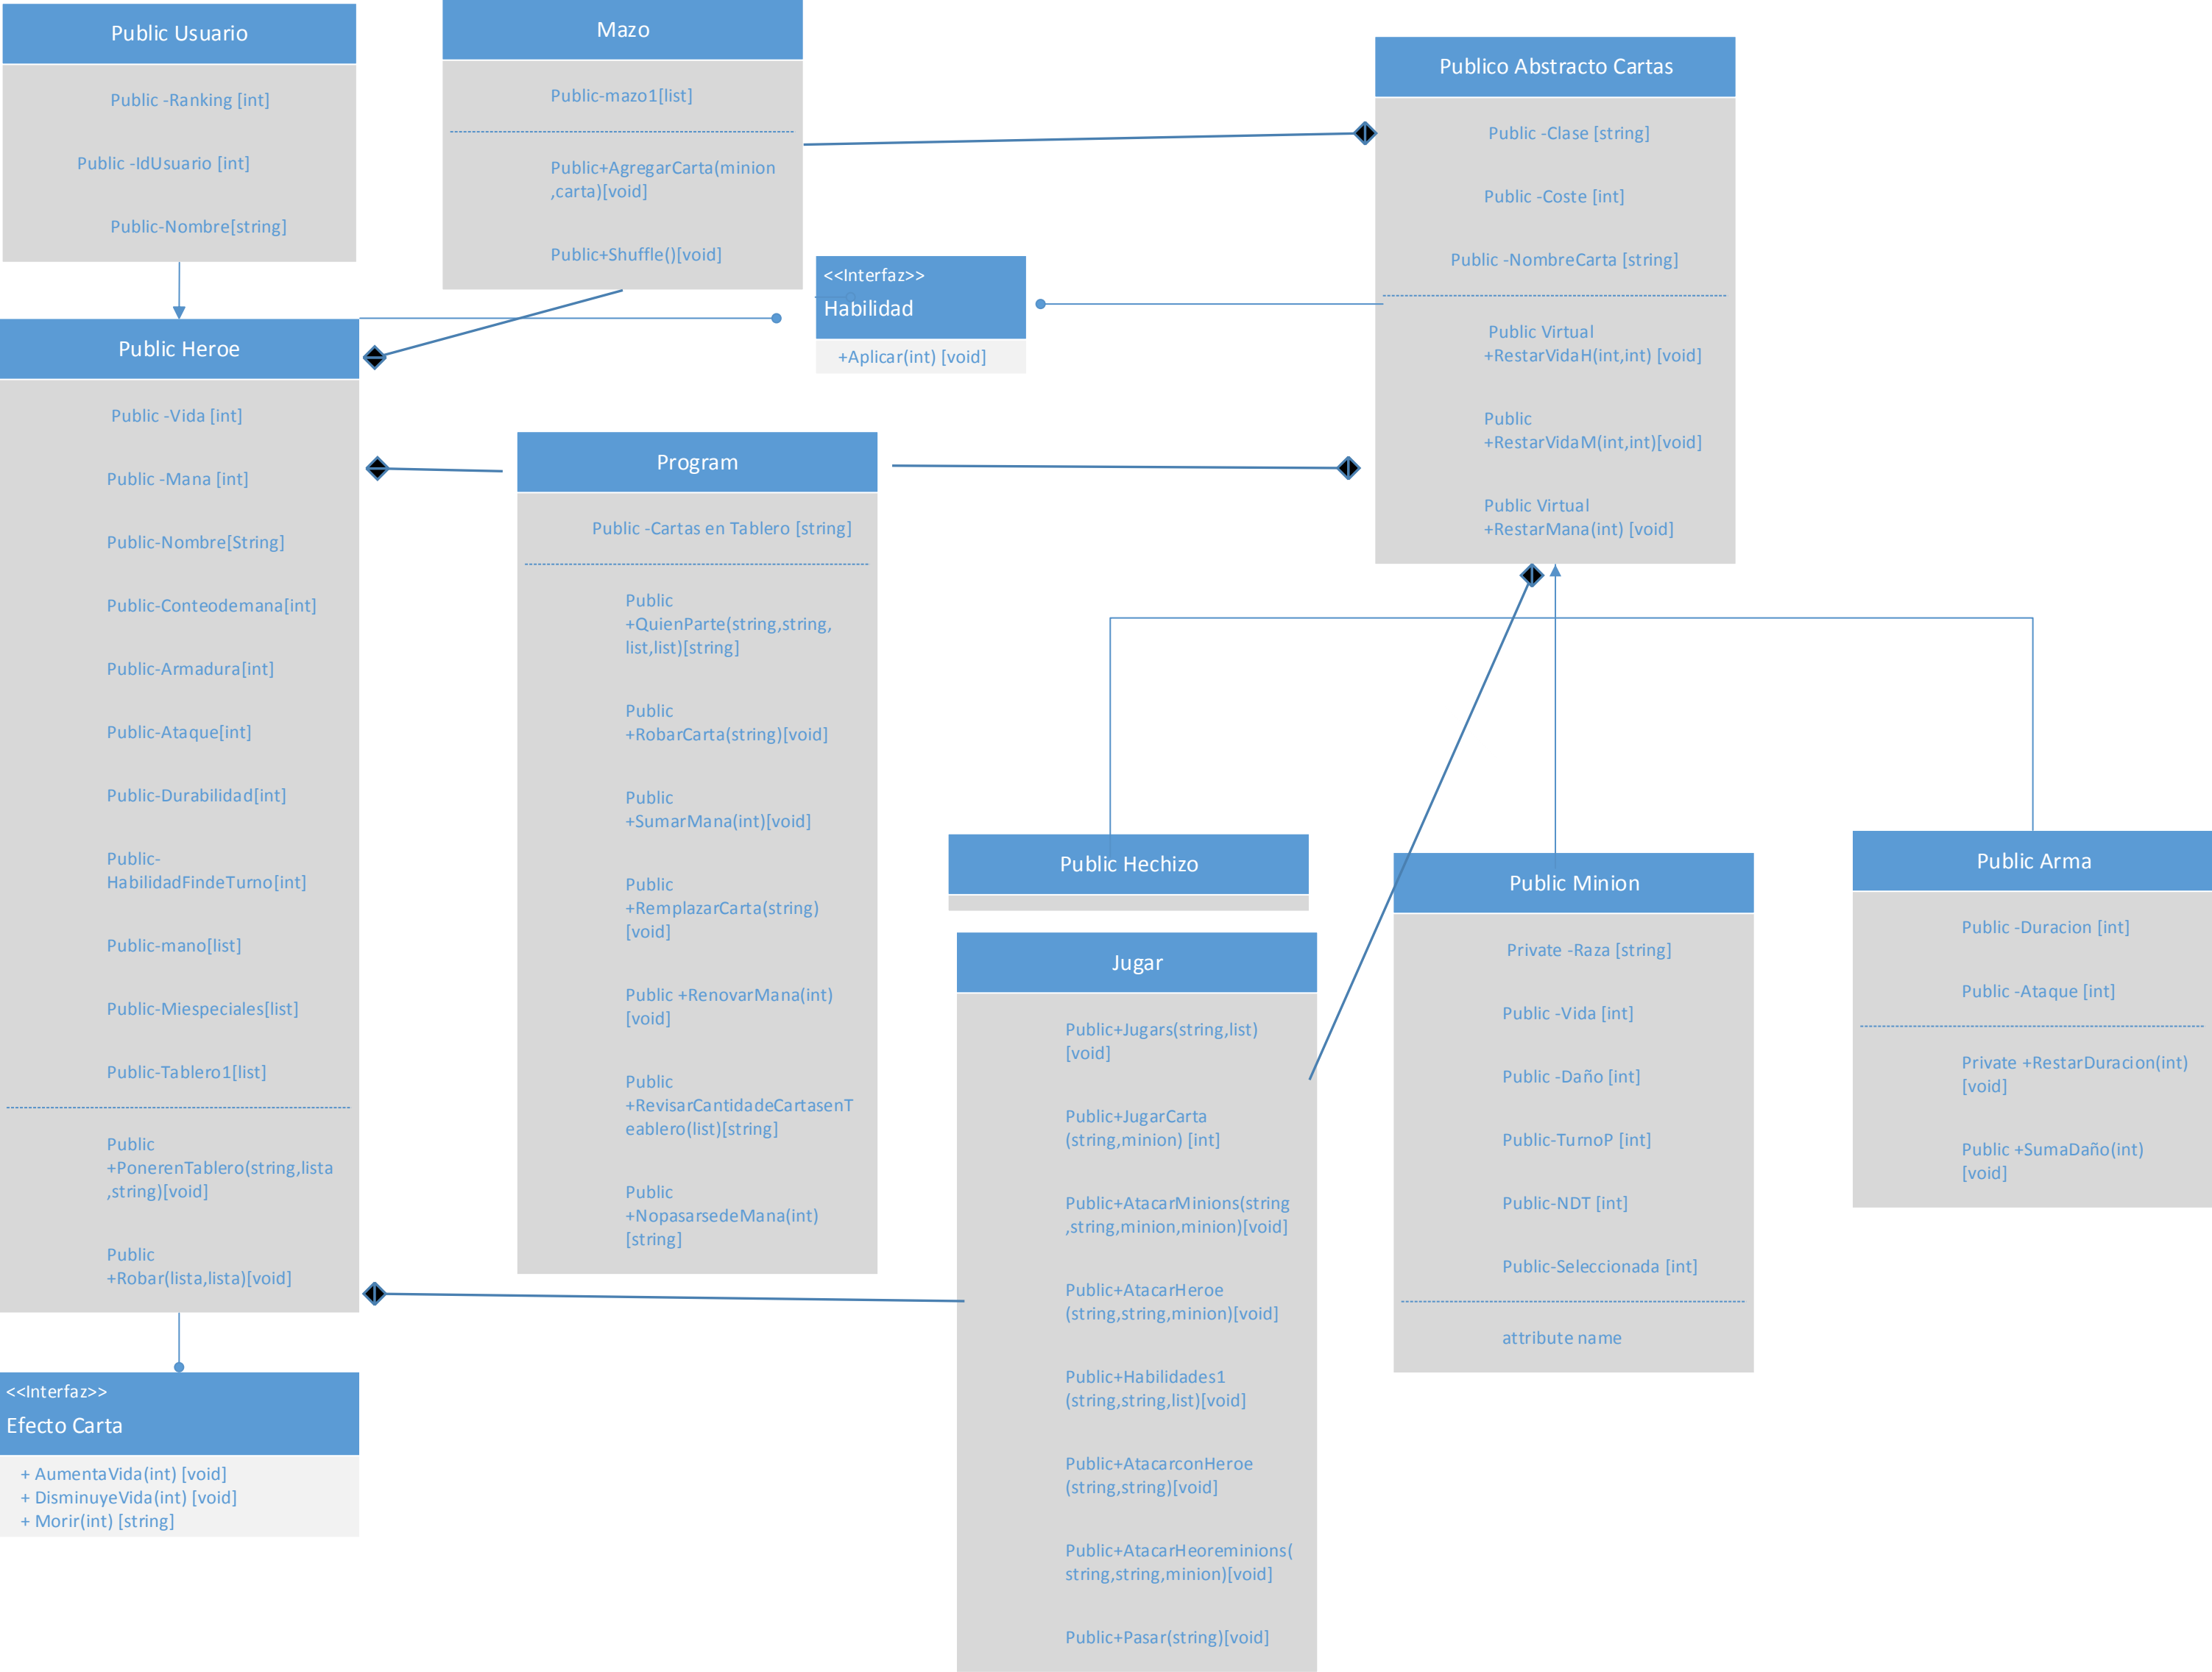 Public Usuario
Public -Ranking [int]
Public -IdUsuario [int]
Public-Nombre[string]
Mazo
Public-mazo1[list]
Public+AgregarCarta(minion
,carta)[void]
Public+Shuffle()[void]
<<Interfaz>>
Habilidad
+Aplicar(int) [void]
Publico Abstracto Cartas
Public -Clase [string]
Public -Coste [int]
Public -NombreCarta [string]
Public Virtual
+RestarVidaH(int,int) [void]
Public
+RestarVidaM(int,int)[void]
Public Virtual
+RestarMana(int) [void]
Public Heroe
Public -Vida [int]
Public -Mana [int]
Public-Nombre[String]
Public-Conteodemana[int]
Public-Armadura[int]
Public-Ataque[int]
Public-Durabilidad[int]
Public-
HabilidadFindeTurno[int]
Public-mano[list]
Public-Miespeciales[list]
Public-Tablero1[list]
Public
+PonerenTablero(string,lista
,string)[void]
Public
+Robar(lista,lista)[void]
Program
Public -Cartas en Tablero [string]
Public
+QuienParte(string,string,
list,list)[string]
Public
+RobarCarta(string)[void]
Public
+SumarMana(int)[void]
Public
+RemplazarCarta(string)
[void]
Public +RenovarMana(int)
[void]
Public
+RevisarCantidadeCartasenT
eablero(list)[string]
Public
+NopasarsedeMana(int)
[string]
Public Hechizo
Jugar
Public+Jugars(string,list)
[void]
Public+JugarCarta
(string,minion) [int]
Public+AtacarMinions(string
,string,minion,minion)[void]
Public+AtacarHeroe
(string,string,minion)[void]
Public+Habilidades1
(string,string,list)[void]
Public+AtacarconHeroe
(string,string)[void]
Public+AtacarHeoreminions(
string,string,minion)[void]
Public+Pasar(string)[void]
Public Minion
Private -Raza [string]
Public -Vida [int]
Public -Daño [int]
Public-TurnoP [int]
Public-NDT [int]
Public-Seleccionada [int]
attribute name
Public Arma
Public -Duracion [int]
Public -Ataque [int]
Private +RestarDuracion(int)
[void]
Public +SumaDaño(int)
[void]
<<Interfaz>>
Efecto Carta
+ AumentaVida(int) [void]
+ DisminuyeVida(int) [void]
+ Morir(int) [string]